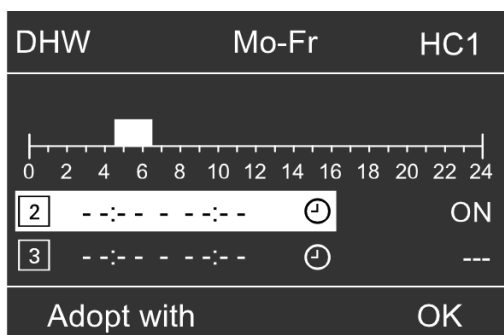 DHW Mo-Fr HC1
0 2 4 6 8 10 12 14 16 18 20 22 24
2 --:-- - --:-- ON
3 --:-- - --:-- ---
Adopt with OK